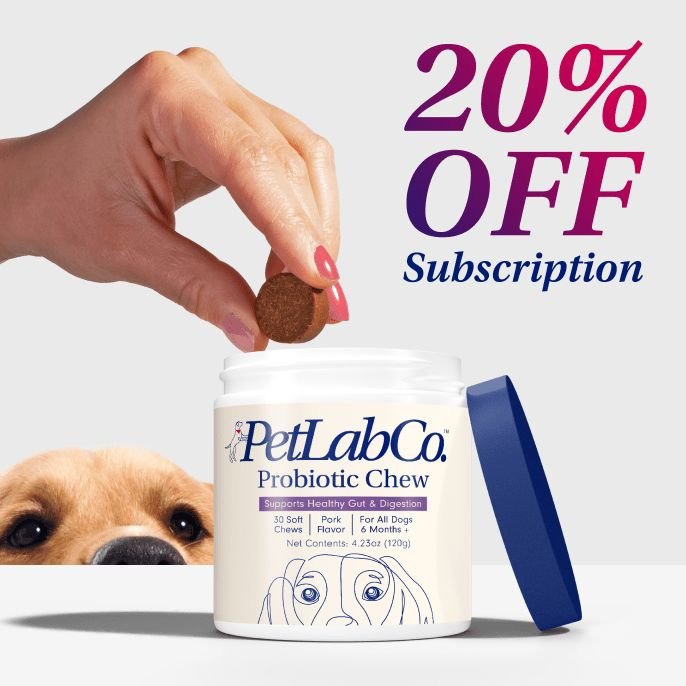 20%
OFF
Subscription
PetLabCo.™
Probiotic Chew
Supports Healthy Gut & Digestion
30 Soft Chews | Pork Flavor | For All Dogs 6 Months +
Net Contents: 4.23oz (120g)